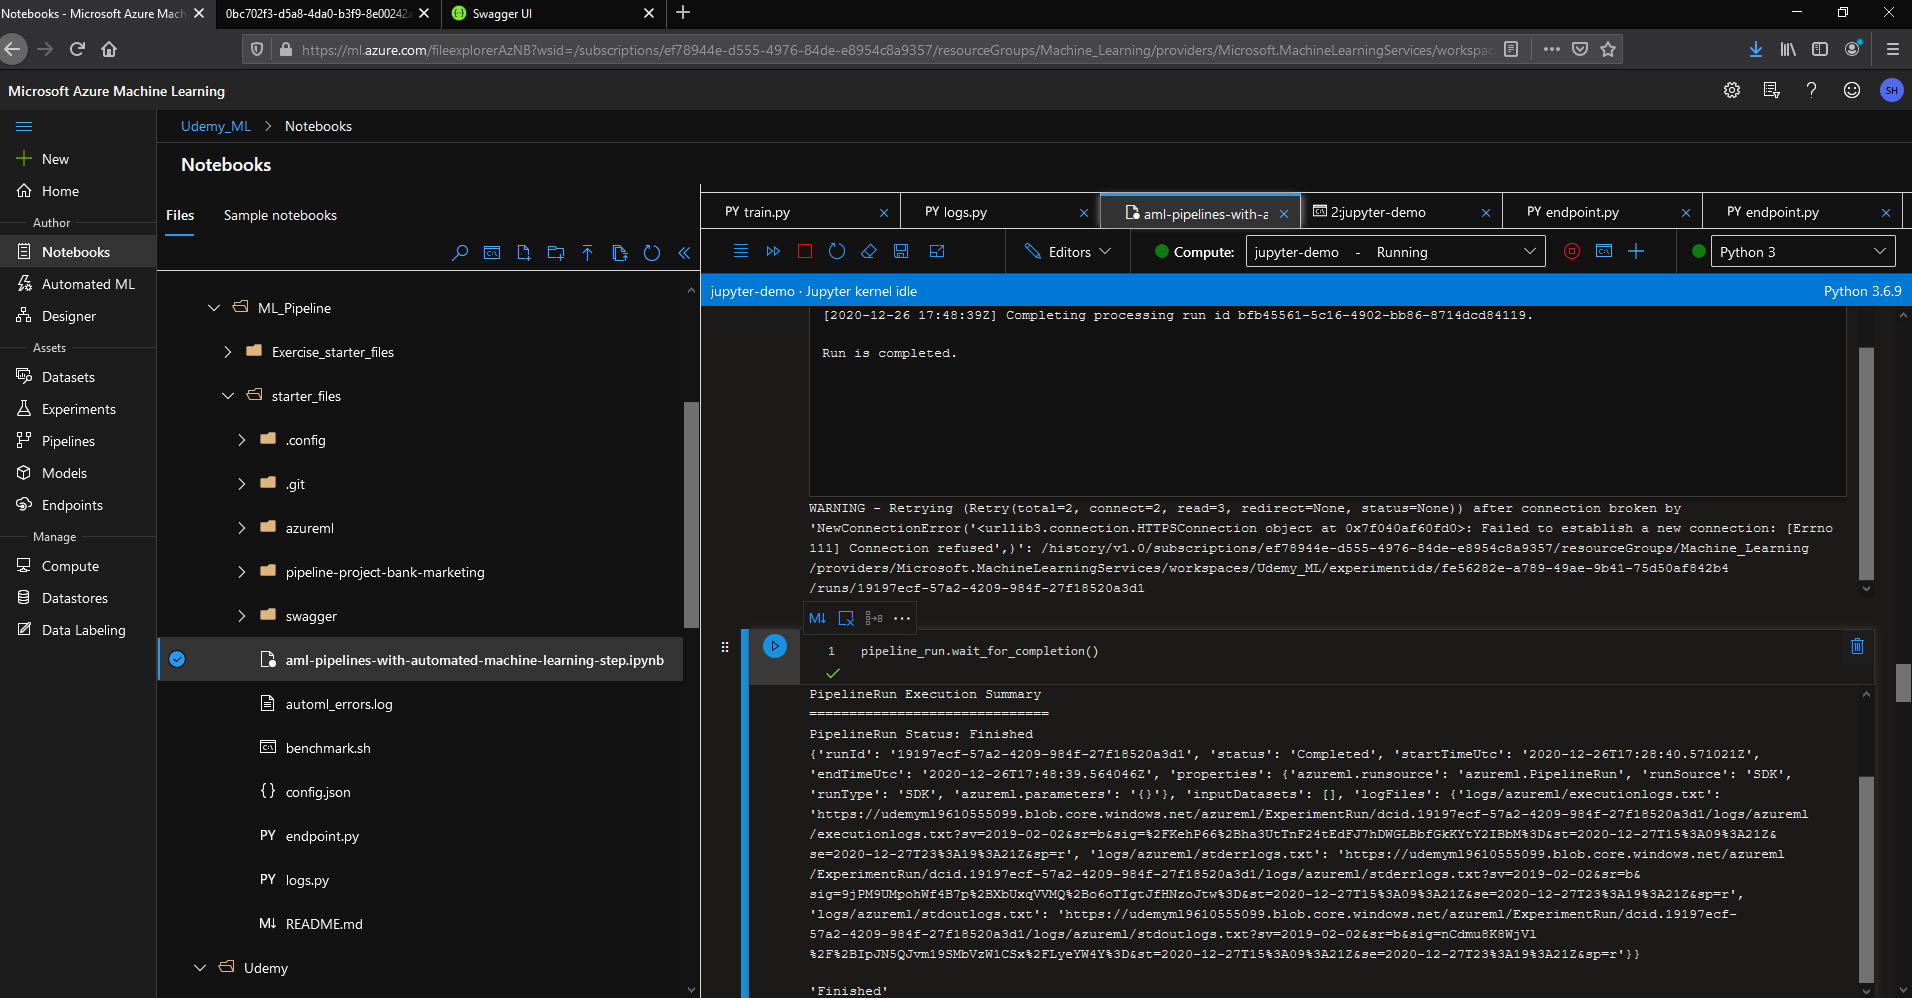 Notebooks - Microsoft Azure Mach
0bc702f3-d5a8-4da0-b3f9-8e00242a
Swagger UI
https://ml.azure.com/fileexplorerAzNB?wsid=/subscriptions/ef78944e-d555-4976-84de-e8954c8a9357/resourceGroups/Machine_Learning/providers/Microsoft.MachineLearningServices/workspac
Microsoft Azure Machine Learning
SH
New
Home
Author
Notebooks
Automated ML
Designer
Assets
Datasets
Experiments
Pipelines
Models
Endpoints
Manage
Compute
Datastores
Data Labeling
Udemy_ML > Notebooks
Notebooks
Files
Sample notebooks
ML_Pipeline
Exercise_starter_files
starter_files
.config
.git
azureml
pipeline-project-bank-marketing
swagger
aml-pipelines-with-automated-machine-learning-step.ipynb
automl_errors.log
benchmark.sh
{} config.json
PY endpoint.py
PY logs.py
M↓ README.md
Udemy
PY train.py
PY logs.py
aml-pipelines-with-a
2:jupyter-demo
PY endpoint.py
PY endpoint.py
Editors
Compute:
jupyter-demo - Running
Python 3
jupyter-demo · Jupyter kernel idle
Python 3.6.9
[2020-12-26 17:48:39Z] Completing processing run id bfb45561-5c16-4902-bb86-8714dcd84119.
Run is completed.
WARNING - Retrying (Retry(total=2, connect=2, read=3, redirect=None, status=None)) after connection broken by
'NewConnectionError('<urllib3.connection.HTTPSConnection object at 0x7f040af60fd0>: Failed to establish a new connection: [Errno
111] Connection refused',)': /history/v1.0/subscriptions/ef78944e-d555-4976-84de-e8954c8a9357/resourceGroups/Machine_Learning
/providers/Microsoft.MachineLearningServices/workspaces/Udemy_ML/experimentids/fe56282e-a789-49ae-9b41-75d50af842b4
/runs/19197ecf-57a2-4209-984f-27f18520a3d1
M↓
1 pipeline_run.wait_for_completion()
PipelineRun Execution Summary
==============================
PipelineRun Status: Finished
{'runId': '19197ecf-57a2-4209-984f-27f18520a3d1', 'status': 'Completed', 'startTimeUtc': '2020-12-26T17:28:40.571021Z',
'endTimeUtc': '2020-12-26T17:48:39.564046Z', 'properties': {'azureml.runsource': 'azureml.PipelineRun', 'runSource': 'SDK',
'runType': 'SDK', 'azureml.parameters': '{}'}, 'inputDatasets': [], 'logFiles': {'logs/azureml/executionlogs.txt':
'https://udemyml9610555099.blob.core.windows.net/azureml/ExperimentRun/dcid.19197ecf-57a2-4209-984f-27f18520a3d1/logs/azureml
/executionlogs.txt?sv=2019-02-02&sr=b&sig=%2FKehP66%2Bha3UtTnF24tEdFJ7hDWGLBbfGkKYtY2IBbM%3D&st=2020-12-27T15%3A09%3A21Z&
se=2020-12-27T23%3A19%3A21Z&sp=r', 'logs/azureml/stderrlogs.txt': 'https://udemyml9610555099.blob.core.windows.net/azureml
/ExperimentRun/dcid.19197ecf-57a2-4209-984f-27f18520a3d1/logs/azureml/stderrlogs.txt?sv=2019-02-02&sr=b&
sig=9jPM9UMpohWf4B7p%2BXbUxqVVMQ%2Bo6oTIgtJfHNzoJtw%3D&st=2020-12-27T15%3A09%3A21Z&se=2020-12-27T23%3A19%3A21Z&sp=r',
'logs/azureml/stdoutlogs.txt': 'https://udemyml9610555099.blob.core.windows.net/azureml/ExperimentRun/dcid.19197ecf-
57a2-4209-984f-27f18520a3d1/logs/azureml/stdoutlogs.txt?sv=2019-02-02&sr=b&sig=nCdmu8K8WjVl
%2F%2BIpJN5QJvm19SMbVzW1CSx%2FLyeYW4Y%3D&st=2020-12-27T15%3A09%3A21Z&se=2020-12-27T23%3A19%3A21Z&sp=r'}}
'Finished'